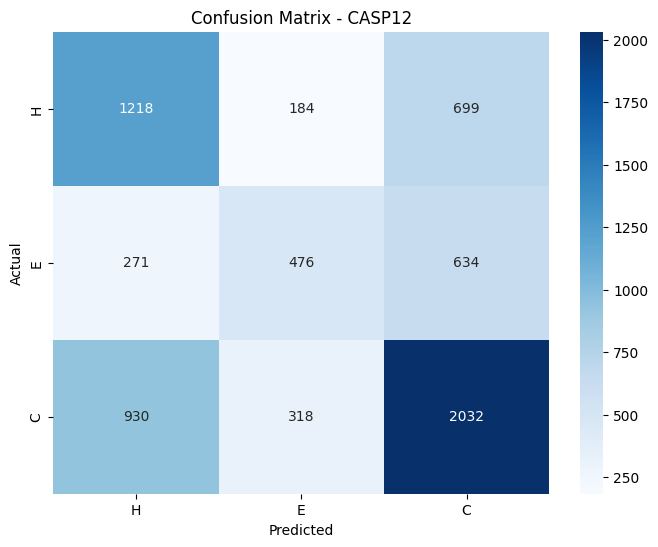 Confusion Matrix - CASP12
Actual
H
1218 184 699
E
271 476 634
C
930 318 2032
H E C
Predicted
2000
1750
1500
1250
1000
750
500
250